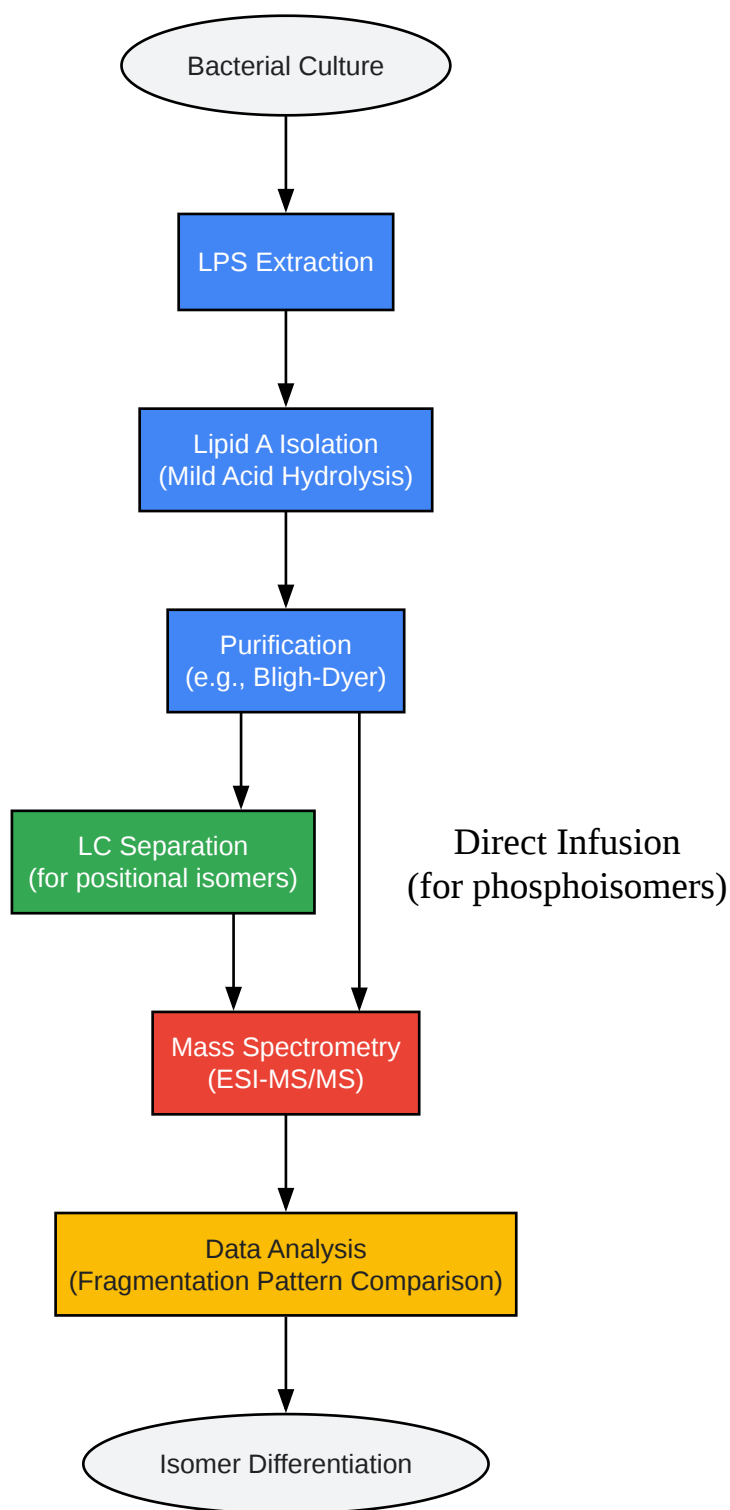 Bacterial Culture
LPS Extraction
Lipid A Isolation
(Mild Acid Hydrolysis)
Purification
(e.g., Bligh-Dyer)
LC Separation
(for positional isomers)
Direct Infusion
(for phosphoisomers)
Mass Spectrometry
(ESI-MS/MS)
Data Analysis
(Fragmentation Pattern Comparison)
Isomer Differentiation